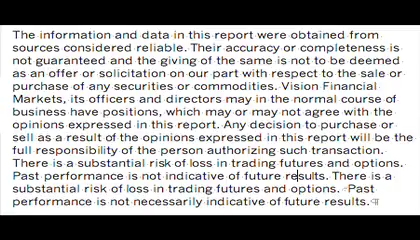 The information and data in this report were obtained from
sources considered reliable. Their accuracy or completeness is
not guaranteed and the giving of the same is not to be deemed
as an offer or solicitation on our part with respect to the sale or
purchase of any securities or commodities. Vision Financial
Markets, its officers and directors may in the normal course of
business have positions, which may or may not agree with the
opinions expressed in this report. Any decision to purchase or
sell as a result of the opinions expressed in this report will be the
full responsibility of the person authorizing such transaction.
There is a substantial risk of loss in trading futures and options.
Past performance is not indicative of future results. There is a
substantial risk of loss in trading futures and options. Past
performance is not necessarily indicative of future results.¶